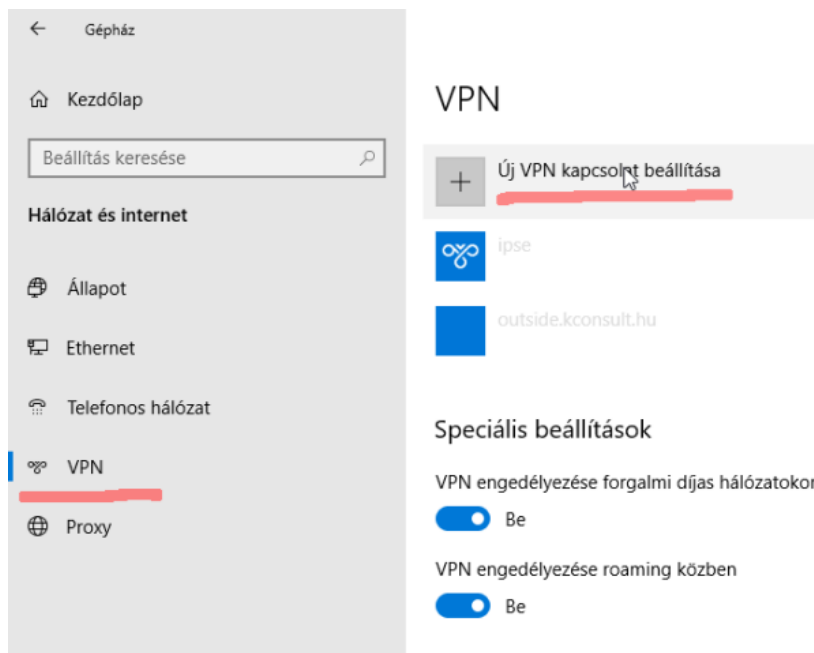 Gépház
Kezdőlap
Beállítás keresése
Hálózat és internet
Állapot
Ethernet
Telefonos hálózat
VPN
Proxy
VPN
Új VPN kapcsolat beállítása
ipse
outside.kconsult.hu
Speciális beállítások
VPN engedélyezése forgalmi díjas hálózatokon
Be
VPN engedélyezése roaming közben
Be